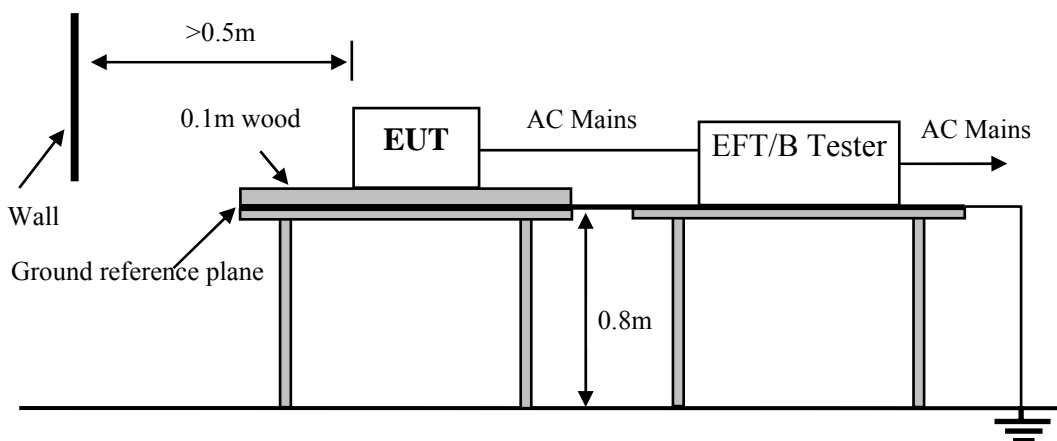 >0.5m
0.1m wood
EUT
AC Mains
EFT/B Tester
AC Mains
Wall
Ground reference plane
0.8m